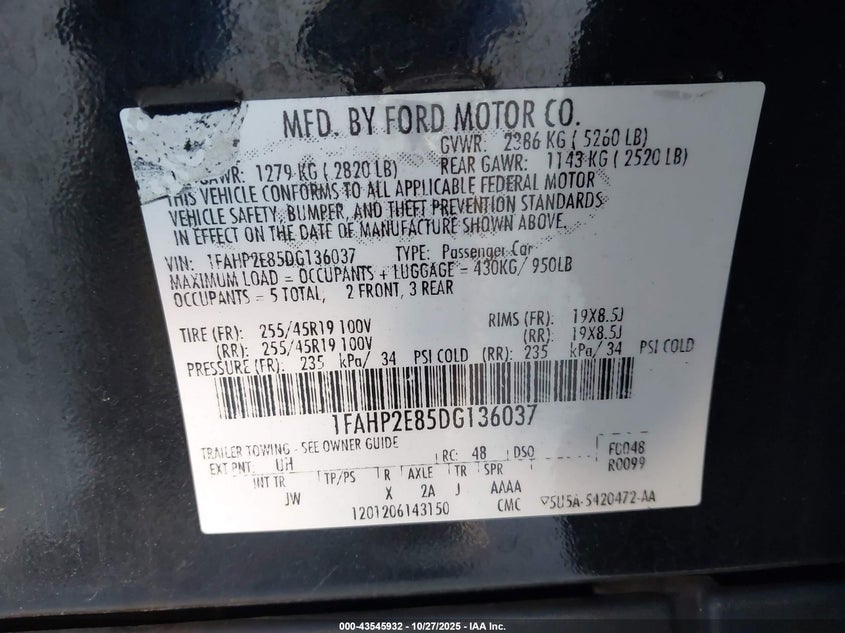 MFD. BY FORD MOTOR CO.
GVWR: 2386 KG ( 5260 LB)
GAWR: 1279 KG ( 2820 LB) REAR GAWR: 1143 KG ( 2520 LB)
THIS VEHICLE CONFORMS TO ALL APPLICABLE FEDERAL MOTOR
VEHICLE SAFETY, BUMPER, AND THEFT PREVENTION STANDARDS
IN EFFECT ON THE DATE OF MANUFACTURE SHOWN ABOVE.
VIN: 1FAHP2E85DG136037 TYPE: Passenger Car
MAXIMUM LOAD = OCCUPANTS + LUGGAGE = 430KG/950LB
OCCUPANTS = 5 TOTAL, 2 FRONT, 3 REAR
TIRE (FR): 255/45R19 100V RIMS (FR): 19X8.5J
(RR): 255/45R19 100V (RR): 19X8.5J
PRESSURE (FR): 235 kPa/ 34 PSI COLD (RR): 235 kPa/ 34 PSI COLD
1FAHP2E85DG136037
TRAILER TOWING - SEE OWNER GUIDE
EXT PNT: UH RC: 48 DSO FC048
R0099
INT TR TP/PS R AXLE TR SPR
JW X 2A J AAAA
1201206143150 CMC ▽5U5A-5420472-AA
000-43545932 | 10/27/2025 - IAA Inc.